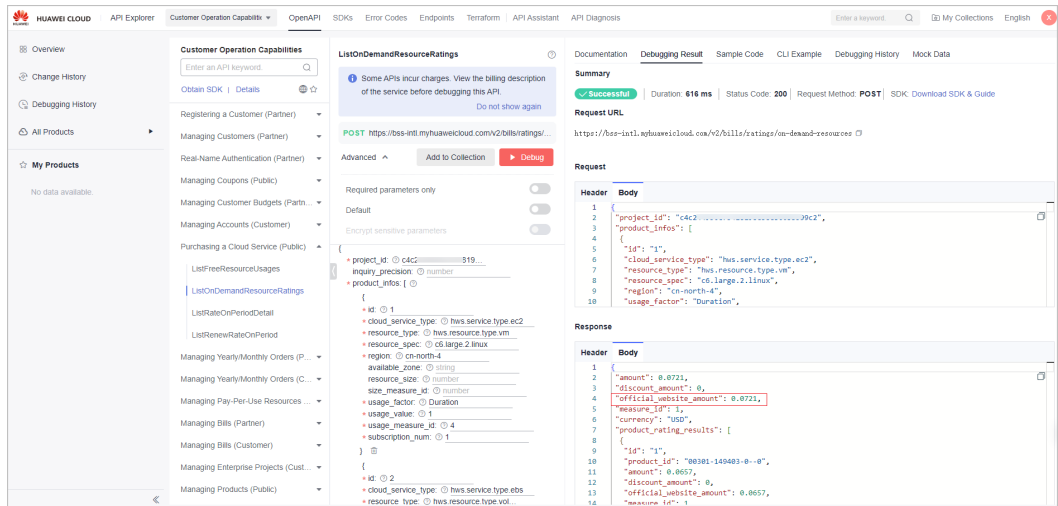 HUAWEI CLOUD
API Explorer
Customer Operation Capabilitie
OpenAPI
SDKs
Error Codes
Endpoints
Terraform
API Assistant
API Diagnosis
Enter a keyword.
My Collections
English
X
Overview
Change History
Debugging History
All Products
My Products
No data available.
Customer Operation Capabilities
Enter an API keyword.
Obtain SDK | Details
Registering a Customer (Partner)
Managing Customers (Partner)
Real-Name Authentication (Partner)
Managing Coupons (Public)
Managing Customer Budgets (Partn...
Managing Accounts (Customer)
Purchasing a Cloud Service (Public)
ListFreeResourceUsages
ListOnDemandResourceRatings
ListRateOnPeriodDetail
ListRenewRateOnPeriod
Managing Yearly/Monthly Orders (P...
Managing Yearly/Monthly Orders (C...
Managing Pay-Per-Use Resources ...
Managing Bills (Partner)
Managing Bills (Customer)
Managing Enterprise Projects (Cust...
Managing Products (Public)
ListOnDemandResourceRatings
Some APIs incur charges. View the billing description
of the service before debugging this API.
Do not show again
POST https://bss-intl.myhuaweicloud.com/v2/bills/ratings/...
Advanced
Add to Collection
Debug
Required parameters only
Default
Encrypt sensitive parameters
{
* project_id: c4c2 819...
inquiry_precision: number
* product_infos: [
{
* id: 1
* cloud_service_type: hws.service.type.ec2
* resource_type: hws.resource.type.vm
* resource_spec: c6.large.2.linux
* region: cn-north-4
available_zone: string
resource_size: number
size_measure_id: number
* usage_factor: Duration
* usage_value: 1
* usage_measure_id: 4
* subscription_num: 1
}
{
* id: 2
* cloud_service_type: hws.service.type.ebs
* resource_type: hws.resource.type.vol...
Documentation
Debugging Result
Sample Code
CLI Example
Debugging History
Mock Data
Summary
Successful | Duration: 616 ms | Status Code: 200 | Request Method: POST | SDK: Download SDK & Guide
Request URL
https://bss-intl.myhuaweicloud.com/v2/bills/ratings/on-demand-resources
Request
Header Body
1 {
2 "project_id": "c4c2 99c2",
3 "product_infos": [
4 {
5 "id": "1",
6 "cloud_service_type": "hws.service.type.ec2",
7 "resource_type": "hws.resource.type.vm",
8 "resource_spec": "c6.large.2.linux",
9 "region": "cn-north-4",
10 "usage_factor": "Duration",
Response
Header Body
1 {
2 "amount": 0.0721,
3 "discount_amount": 0,
4 "official_website_amount": 0.0721,
5 "measure_id": 1,
6 "currency": "USD",
7 "product_rating_results": [
8 {
9 "id": "1",
10 "product_id": "00301-149403-0--0",
11 "amount": 0.0657,
12 "discount_amount": 0,
13 "official_website_amount": 0.0657,
14 "measure_id": 1